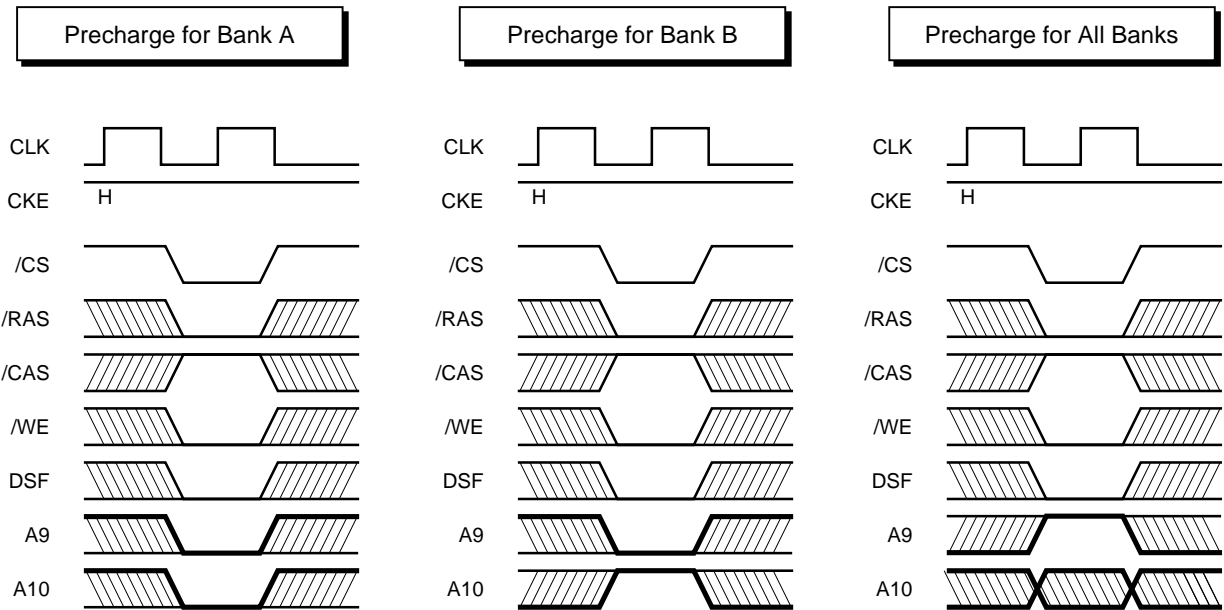 Precharge for Bank A
CLK
CKE
H
/CS
/RAS
/CAS
/WE
DSF
A9
A10
Precharge for Bank B
CLK
CKE
H
/CS
/RAS
/CAS
/WE
DSF
A9
A10
Precharge for All Banks
CLK
CKE
H
/CS
/RAS
/CAS
/WE
DSF
A9
A10